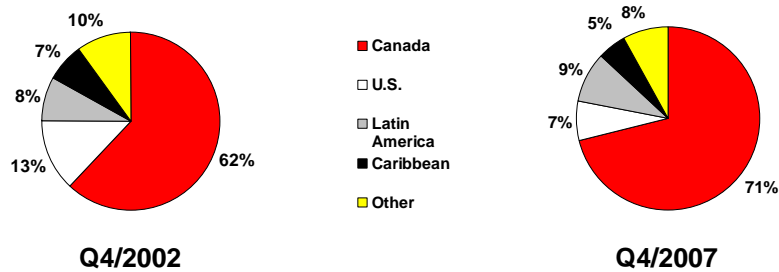 10%
7%
8%
13%
62%
Q4/2002
Canada
U.S.
Latin
America
Caribbean
Other
8%
5%
9%
7%
71%
Q4/2007